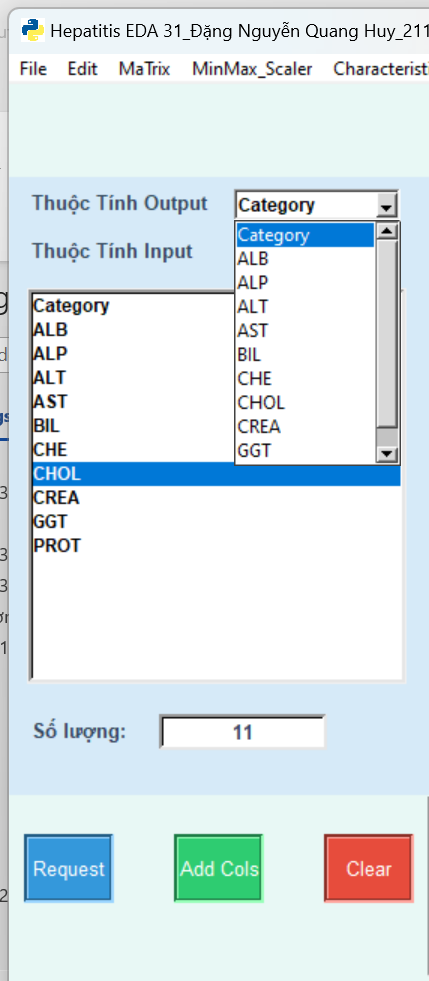 Hepatitis EDA 31_Đặng Nguyễn Quang Huy_211
File Edit MaTrix MinMax_Scaler Characteristi
Thuộc Tính Output Category
Thuộc Tính Input
Category
ALB
ALP
ALT
AST
BIL
CHE
CHOL
CREA
GGT
Category
ALB
ALP
ALT
AST
BIL
CHE
CHOL
CREA
GGT
PROT
Số lượng: 11
Request Add Cols Clear